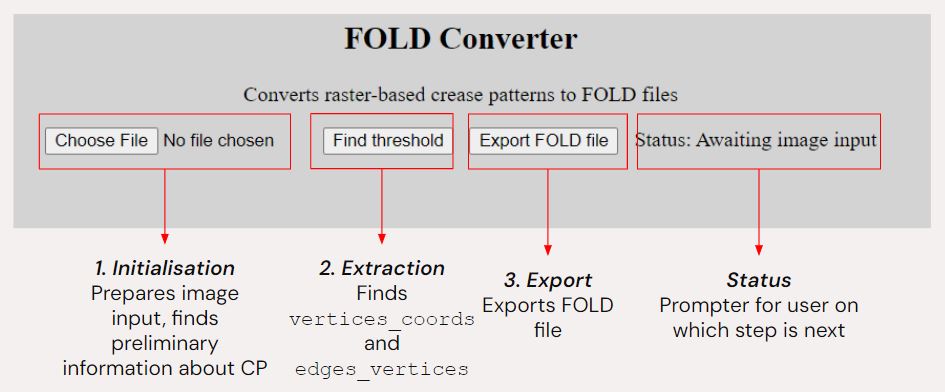 FOLD Converter
Converts raster-based crease patterns to FOLD files
Choose File No file chosen
Find threshold
Export FOLD file
Status: Awaiting image input
1. Initialisation
Prepares image
input, finds
preliminary
information about CP
2. Extraction
Finds
vertices_coords
and
edges_vertices
3. Export
Exports FOLD
file
Status
Prompter for user on
which step is next